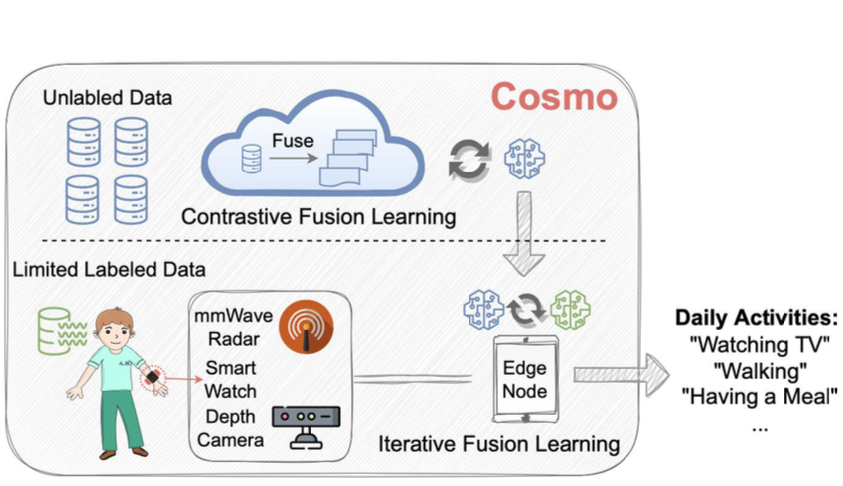 Cosmo
Unlabled Data
Fuse
Contrastive Fusion Learning
Limited Labeled Data
mmWave
Radar
Smart
Watch
Depth
Camera
Edge
Node
Iterative Fusion Learning
Daily Activities:
"Watching TV"
"Walking"
"Having a Meal"
...